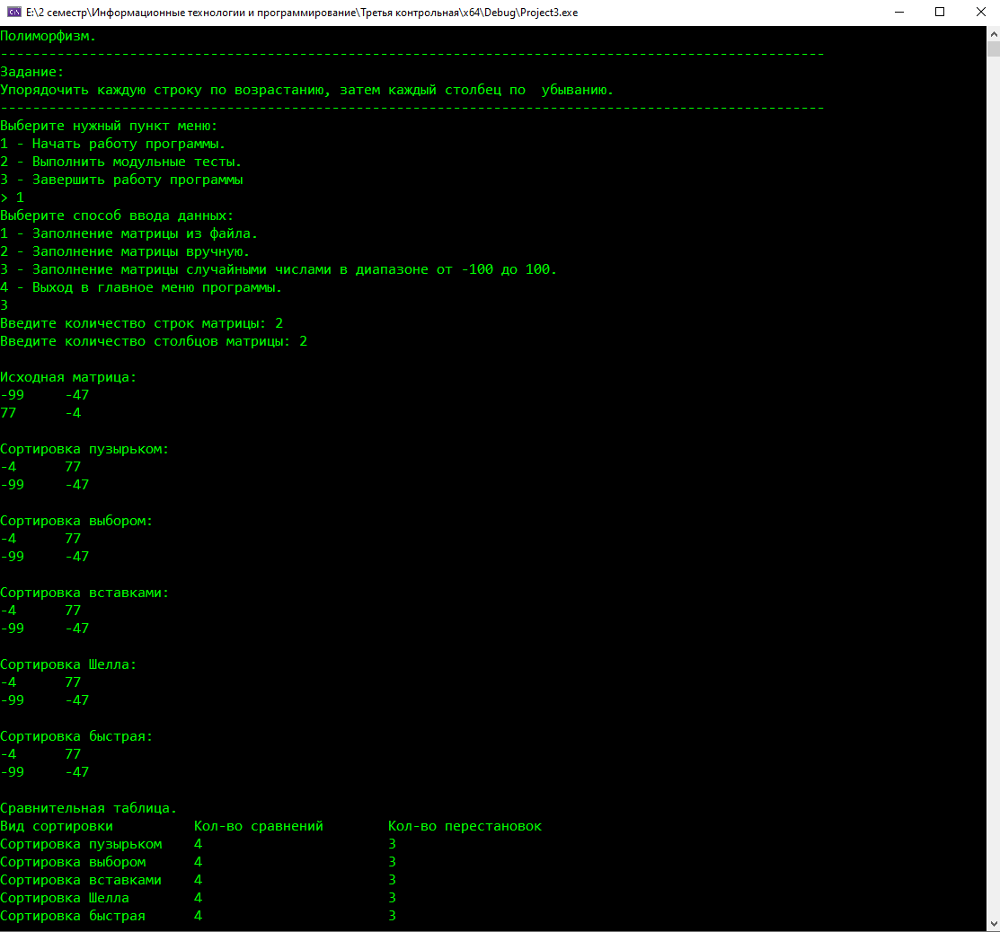 E:\2 семестр\Информационные технологии и программирование\Третья контрольная\x64\Debug\Project3.exe
Полиморфизм.
------------------------------------------------------------------------------------------------------
Задание:
Упорядочить каждую строку по возрастанию, затем каждый столбец по  убыванию.
------------------------------------------------------------------------------------------------------
Выберите нужный пункт меню:
1 - Начать работу программы.
2 - Выполнить модульные тесты.
3 - Завершить работу программы
> 1
Выберите способ ввода данных:
1 - Заполнение матрицы из файла.
2 - Заполнение матрицы вручную.
3 - Заполнение матрицы случайными числами в диапазоне от -100 до 100.
4 - Выход в главное меню программы.
3
Введите количество строк матрицы: 2
Введите количество столбцов матрицы: 2
Исходная матрица:
-99 -47
77 -4
Сортировка пузырьком:
-4 77
-99 -47
Сортировка выбором:
-4 77
-99 -47
Сортировка вставками:
-4 77
-99 -47
Сортировка Шелла:
-4 77
-99 -47
Сортировка быстрая:
-4 77
-99 -47
Сравнительная таблица.
Вид сортировки Кол-во сравнений Кол-во перестановок
Сортировка пузырьком 4 3
Сортировка выбором 4 3
Сортировка вставками 4 3
Сортировка Шелла 4 3
Сортировка быстрая 4 3